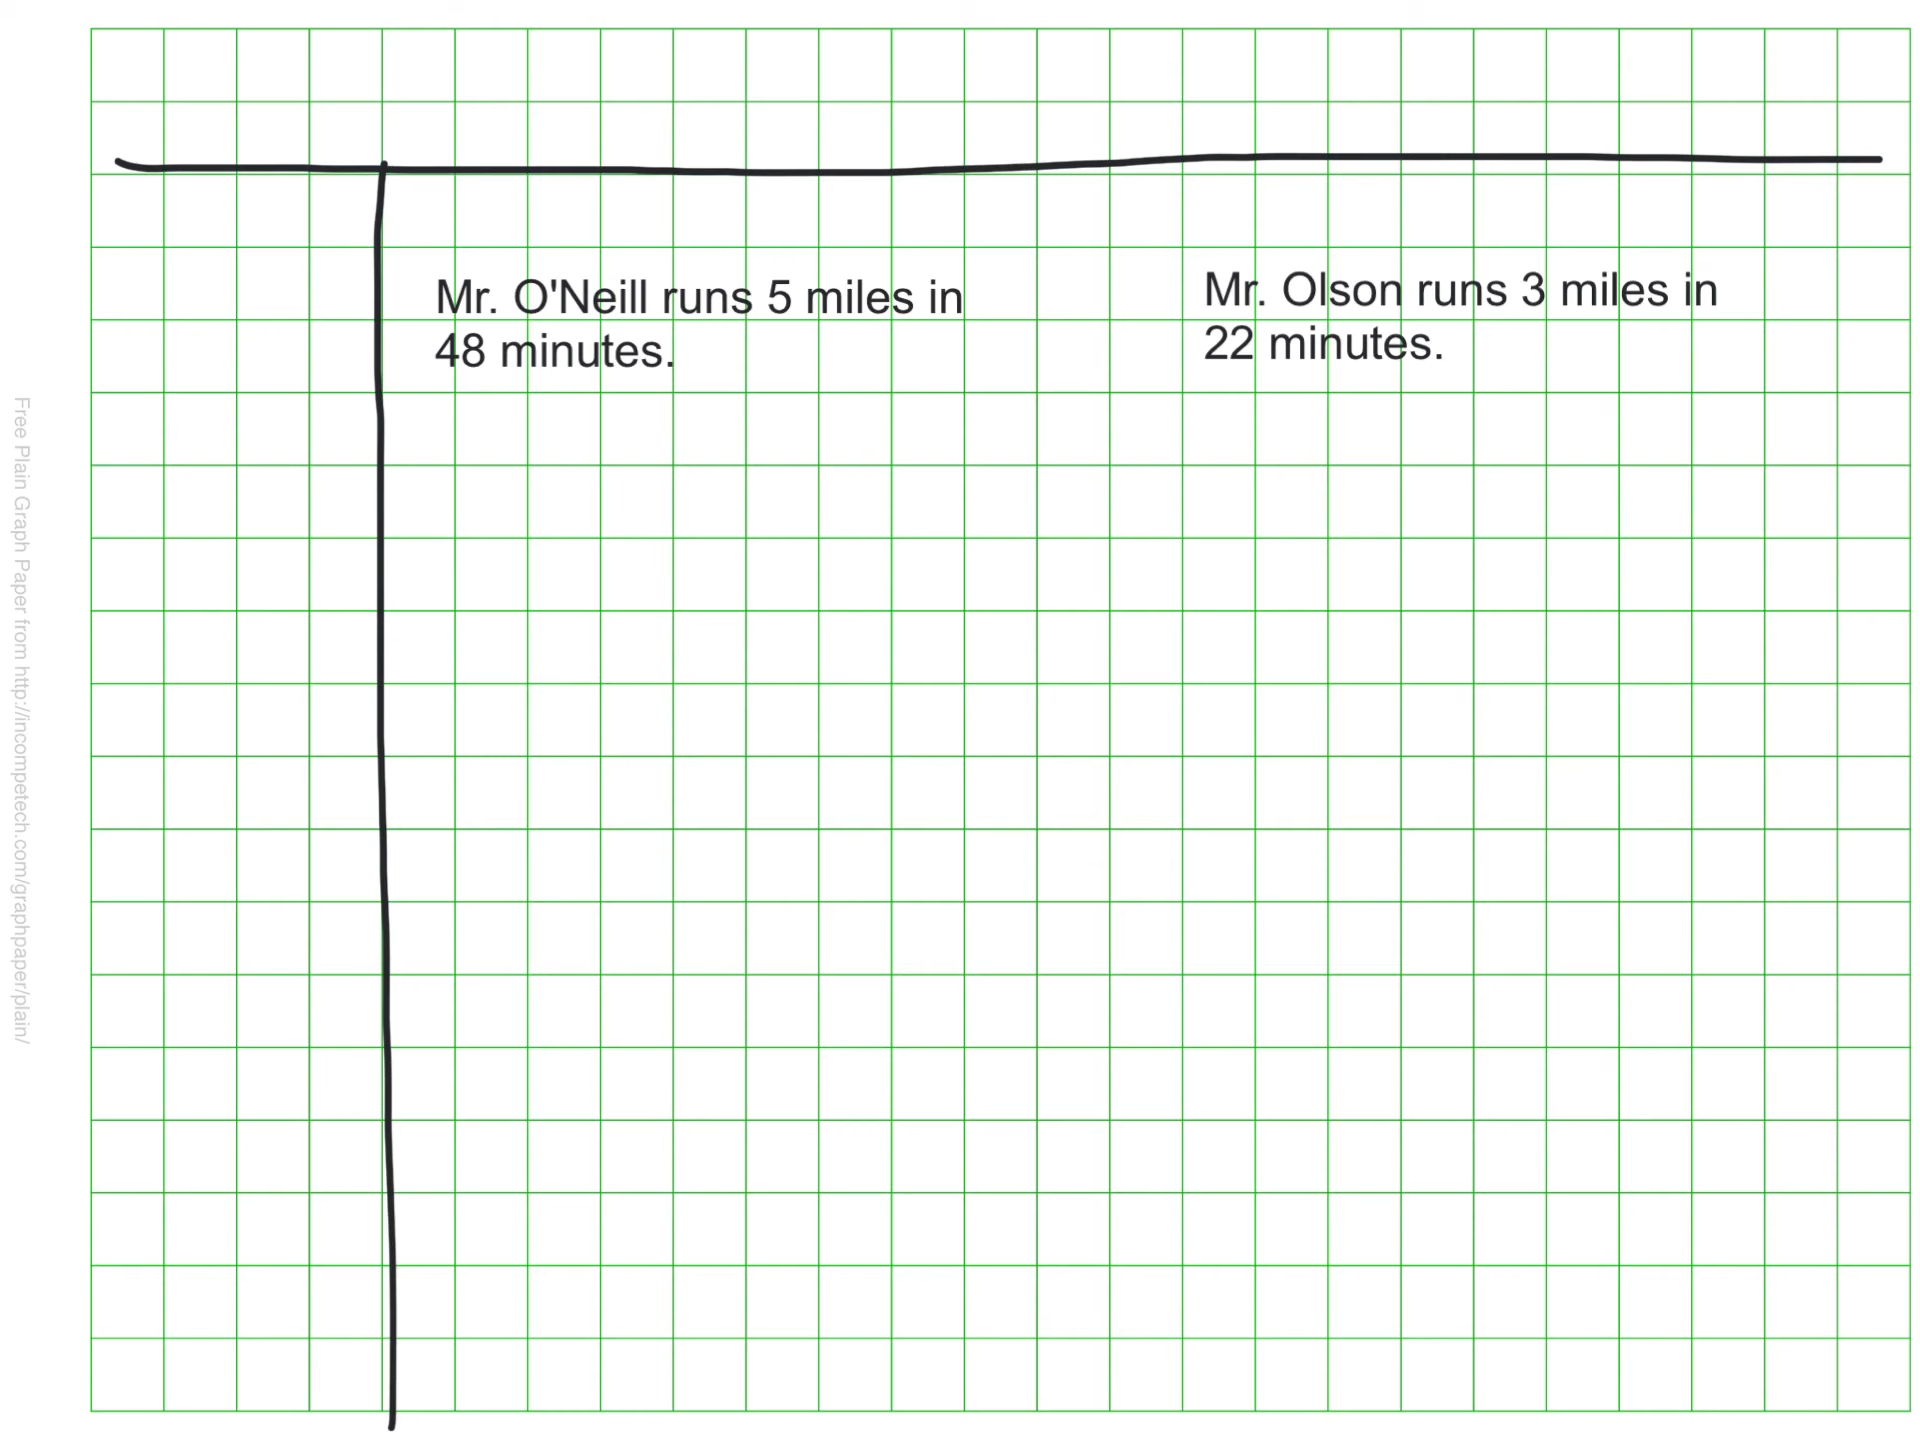 Mr. O'Neill runs 5 miles in
48 minutes.
Mr. Olson runs 3 miles in
22 minutes.
Free Plain Graph Paper from http://incompetech.com/graphpaper/plain/